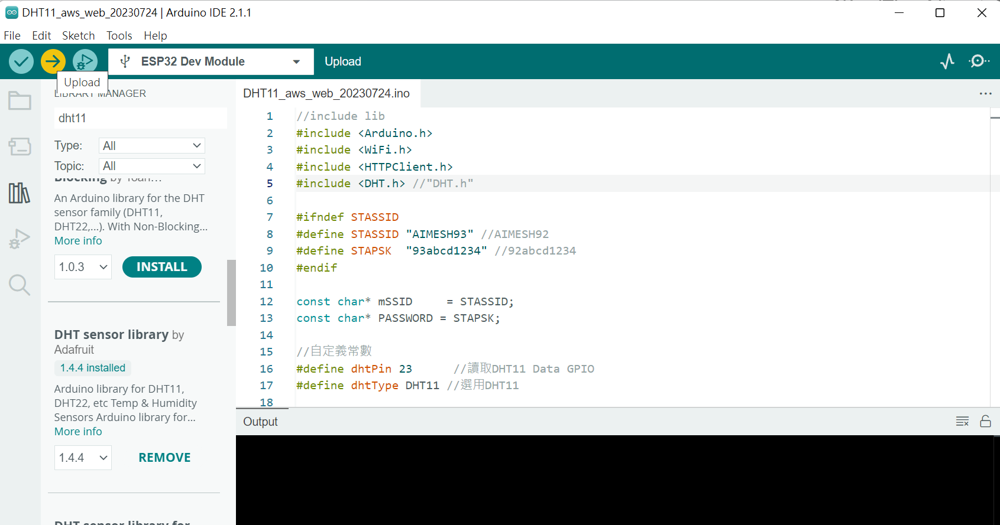 DHT11_aws_web_20230724 | Arduino IDE 2.1.1
File Edit Sketch Tools Help
ESP32 Dev Module
Upload
Upload
LIBRARY MANAGER
dht11
Type: All
Topic: All
Blocking by
An Arduino library for the DHT
sensor family (DHT11,
DHT22,...). With Non-Blocking...
More info
1.0.3
INSTALL
DHT sensor library by
Adafruit
1.4.4 installed
Arduino library for DHT11,
DHT22, etc Temp & Humidity
Sensors Arduino library for...
More info
1.4.4
REMOVE
DHT sensor library for
DHT11_aws_web_20230724.ino
1 //include lib
2 #include <Arduino.h>
3 #include <WiFi.h>
4 #include <HTTPClient.h>
5 #include <DHT.h> //"DHT.h"
6
7 #ifndef STASSID
8 #define STASSID "AIMESH93" //AIMESH92
9 #define STAPSK  "93abcd1234" //92abcd1234
10 #endif
11
12 const char* mSSID     = STASSID;
13 const char* PASSWORD = STAPSK;
14
15 //自定義常數
16 #define dhtPin 23      //讀取DHT11 Data GPIO
17 #define dhtType DHT11 //選用DHT11
18
Output